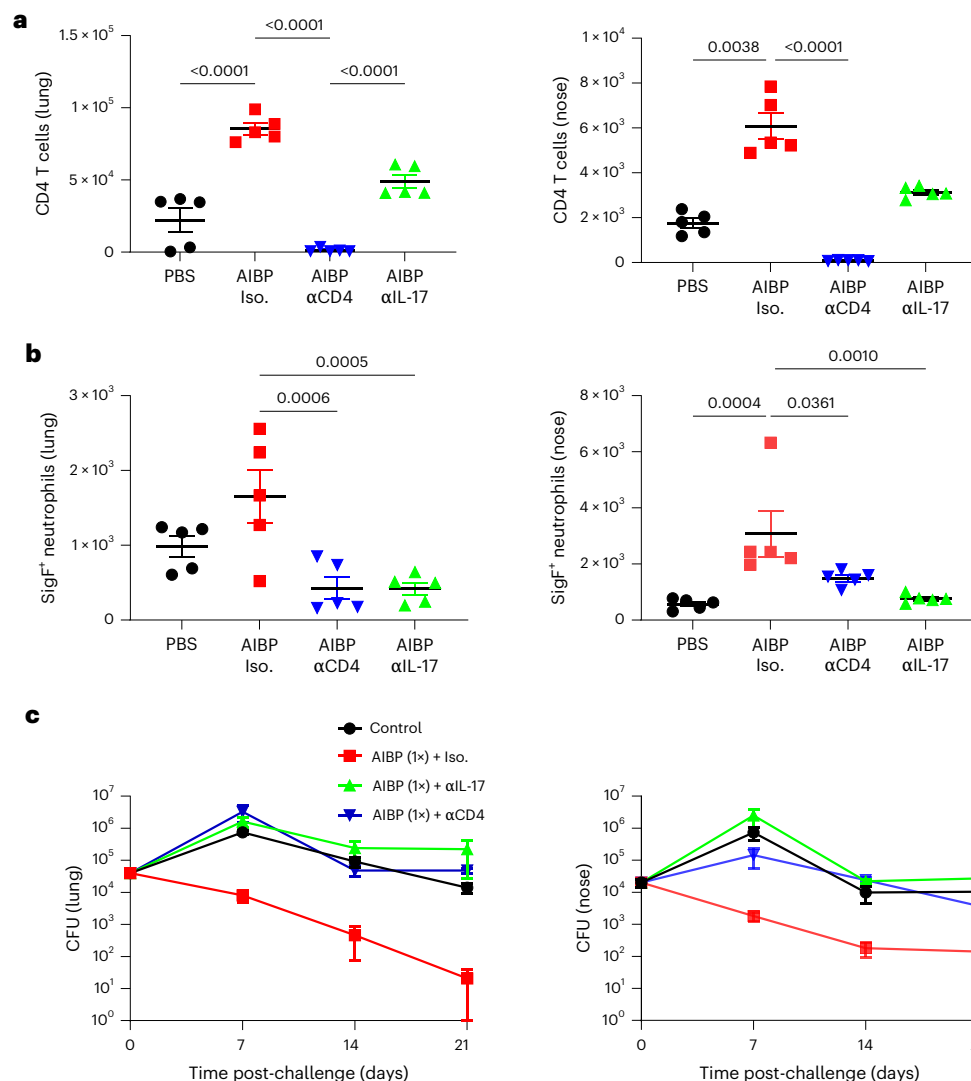 a
CD4 T cells (lung)
1.5 × 10⁵
1 × 10⁵
5 × 10⁴
0
<0.0001
<0.0001
<0.0001
PBS
AIBP Iso.
AIBP αCD4
AIBP αIL-17
CD4 T cells (nose)
1 × 10⁴
8 × 10³
6 × 10³
4 × 10³
2 × 10³
0
0.0038
<0.0001
PBS
AIBP Iso.
AIBP αCD4
AIBP αIL-17
b
SigF⁺ neutrophils (lung)
3 × 10³
2 × 10³
1 × 10³
0
0.0005
0.0006
PBS
AIBP Iso.
AIBP αCD4
AIBP αIL-17
SigF⁺ neutrophils (nose)
8 × 10³
6 × 10³
4 × 10³
2 × 10³
0
0.0010
0.0004
0.0361
PBS
AIBP Iso.
AIBP αCD4
AIBP αIL-17
c
Control
AIBP (1×) + Iso.
AIBP (1×) + αIL-17
AIBP (1×) + αCD4
CFU (lung)
10⁷
10⁶
10⁵
10⁴
10³
10²
10¹
10⁰
0
7
14
21
Time post-challenge (days)
CFU (nose)
10⁷
10⁶
10⁵
10⁴
10³
10²
10¹
10⁰
0
7
14
Time post-challenge (days)